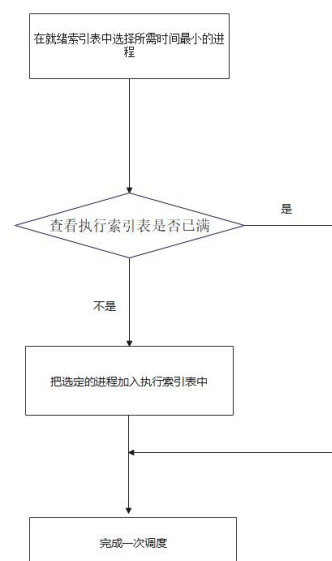 在就绪索引表中选择所需时间最小的进
程
查看执行索引表是否已满
是
不是
把选定的进程加入执行索引表中
完成一次调度